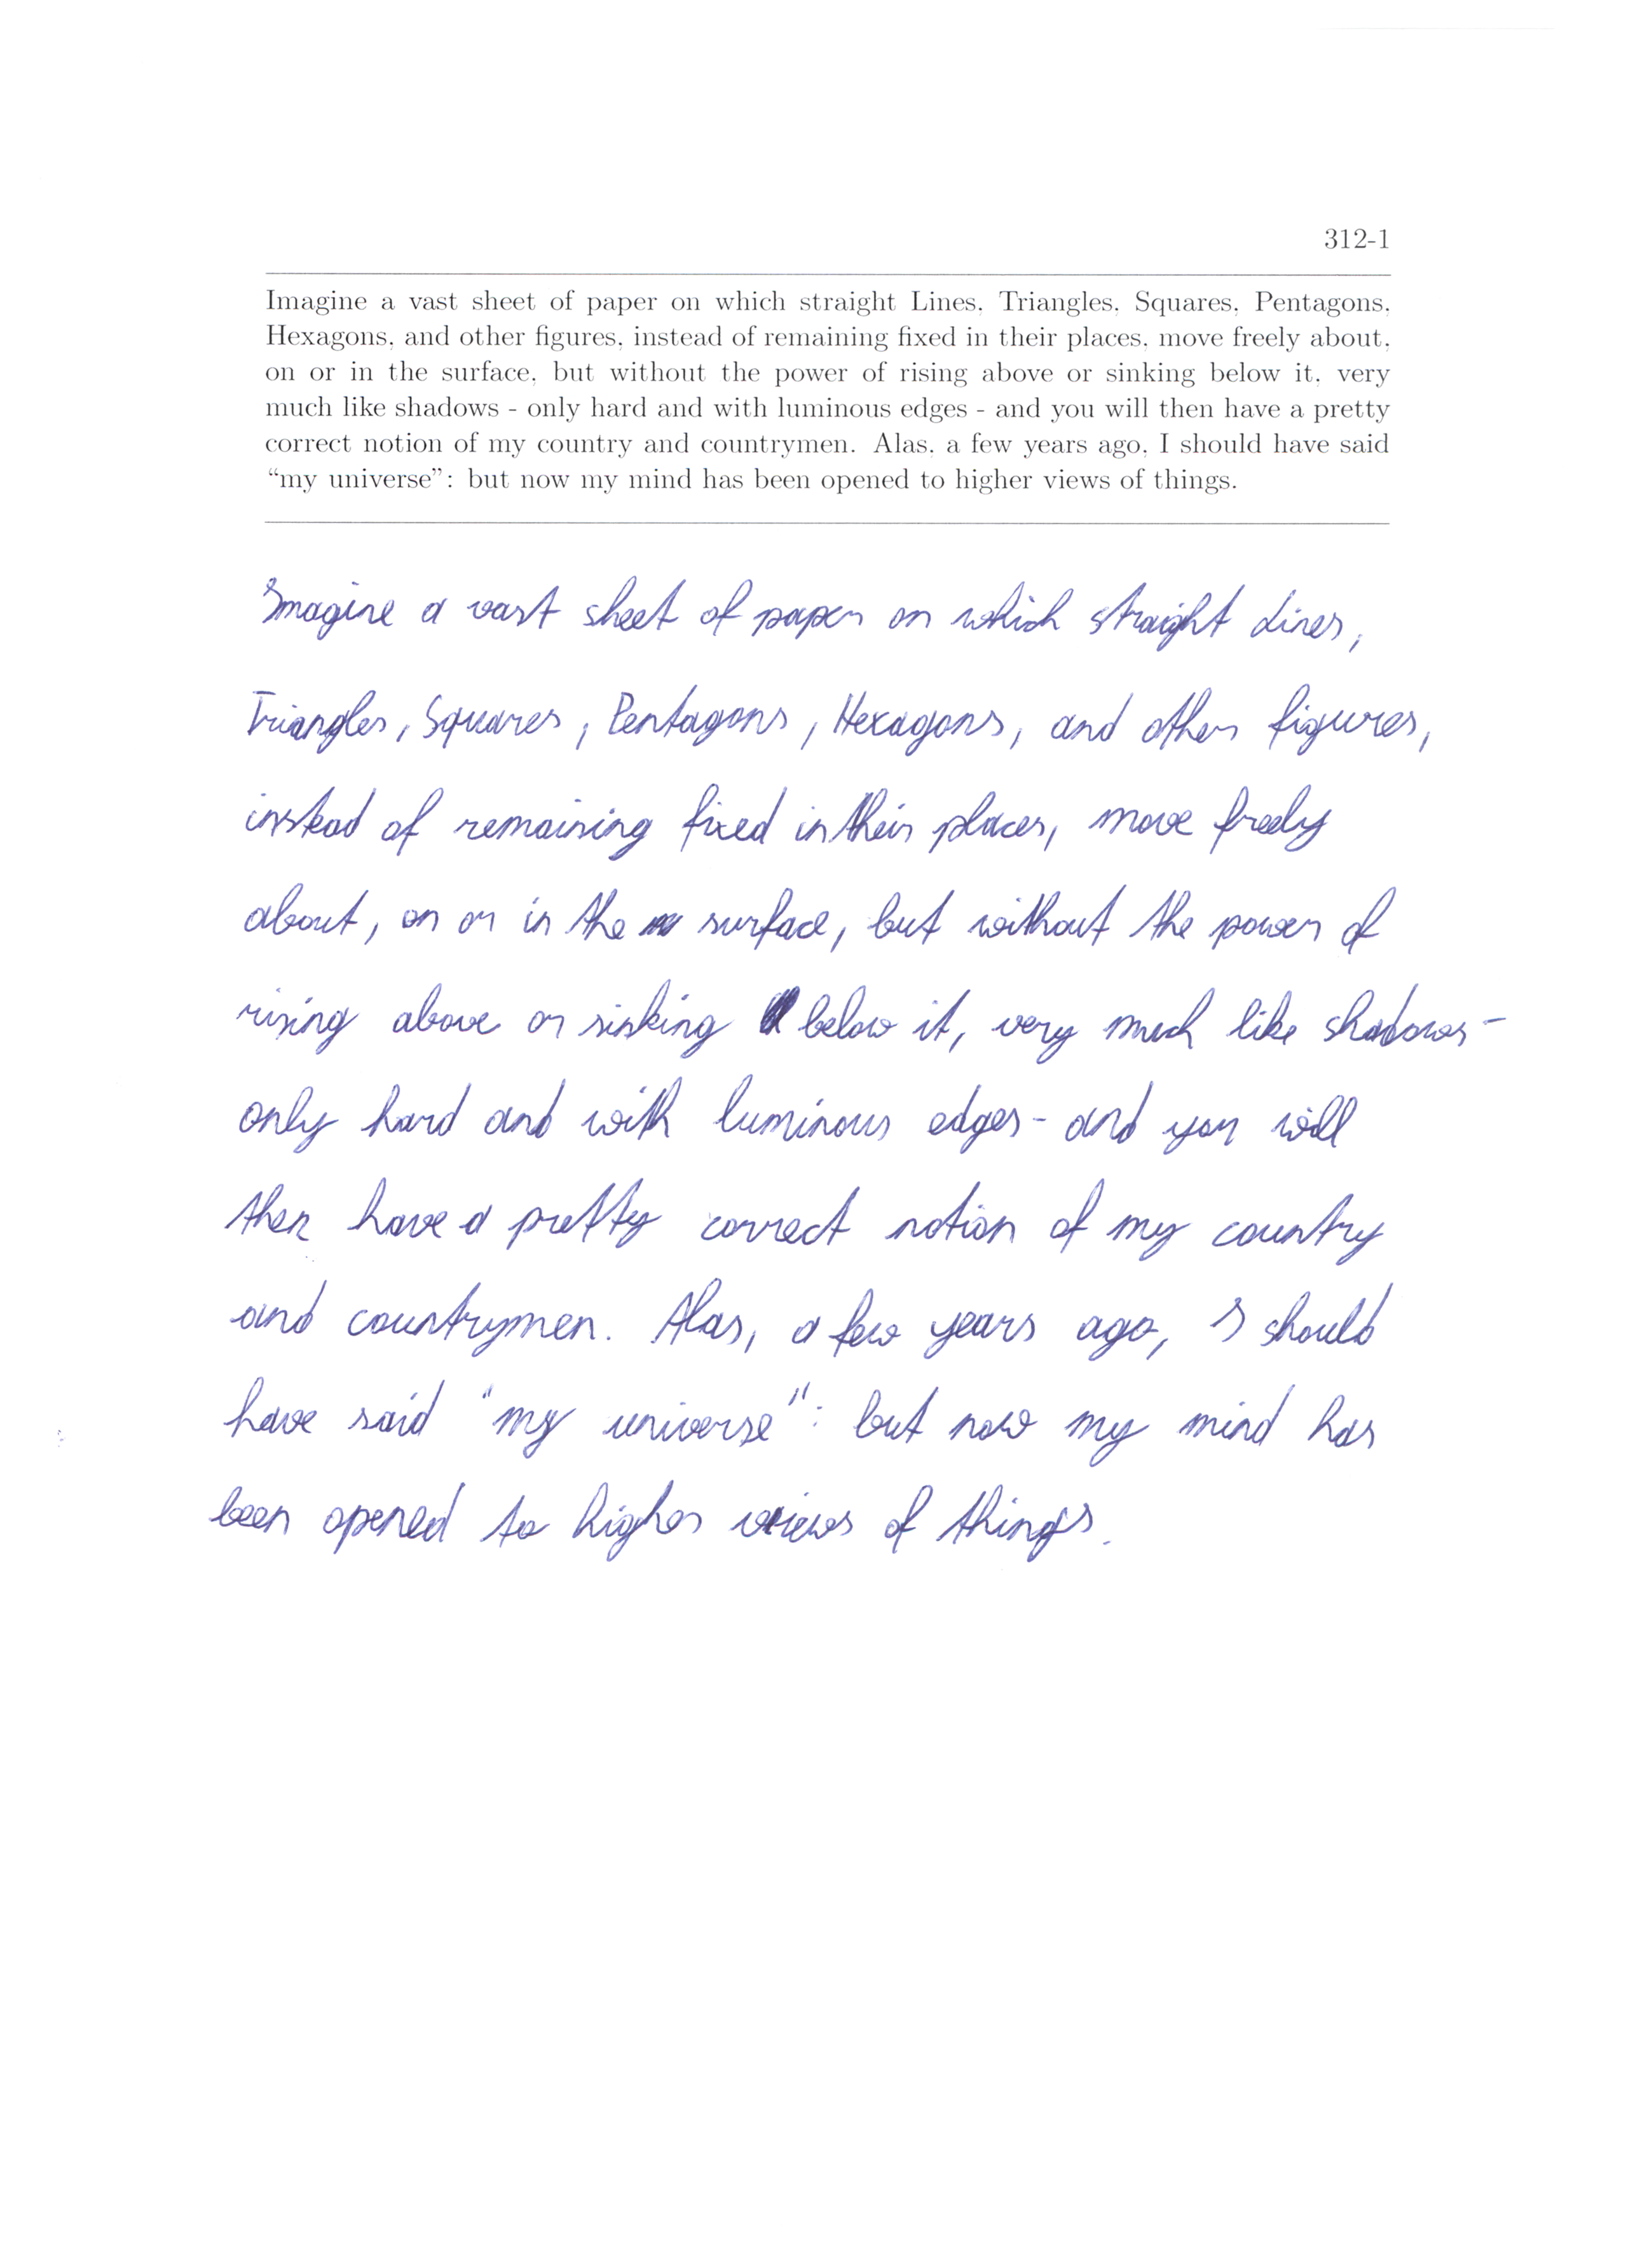 312-1
Imagine a vast sheet of paper on which straight Lines, Triangles, Squares, Pentagons,
Hexagons, and other figures, instead of remaining fixed in their places, move freely about,
on or in the surface, but without the power of rising above or sinking below it, very
much like shadows - only hard and with luminous edges - and you will then have a pretty
correct notion of my country and countrymen. Alas, a few years ago, I should have said
“my universe”: but now my mind has been opened to higher views of things.
Imagine a vast sheet of paper on which straight Lines,
Triangles, Squares, Pentagons, Hexagons, and other figures,
instead of remaining fixed in their places, move freely
about, on or in the surface, but without the power of
rising above or sinking below it, very much like shadows -
only hard and with luminous edges - and you will
then have a pretty correct notion of my country
and countrymen. Alas, a few years ago, I should
have said "my universe": but now my mind has
been opened to higher views of things.